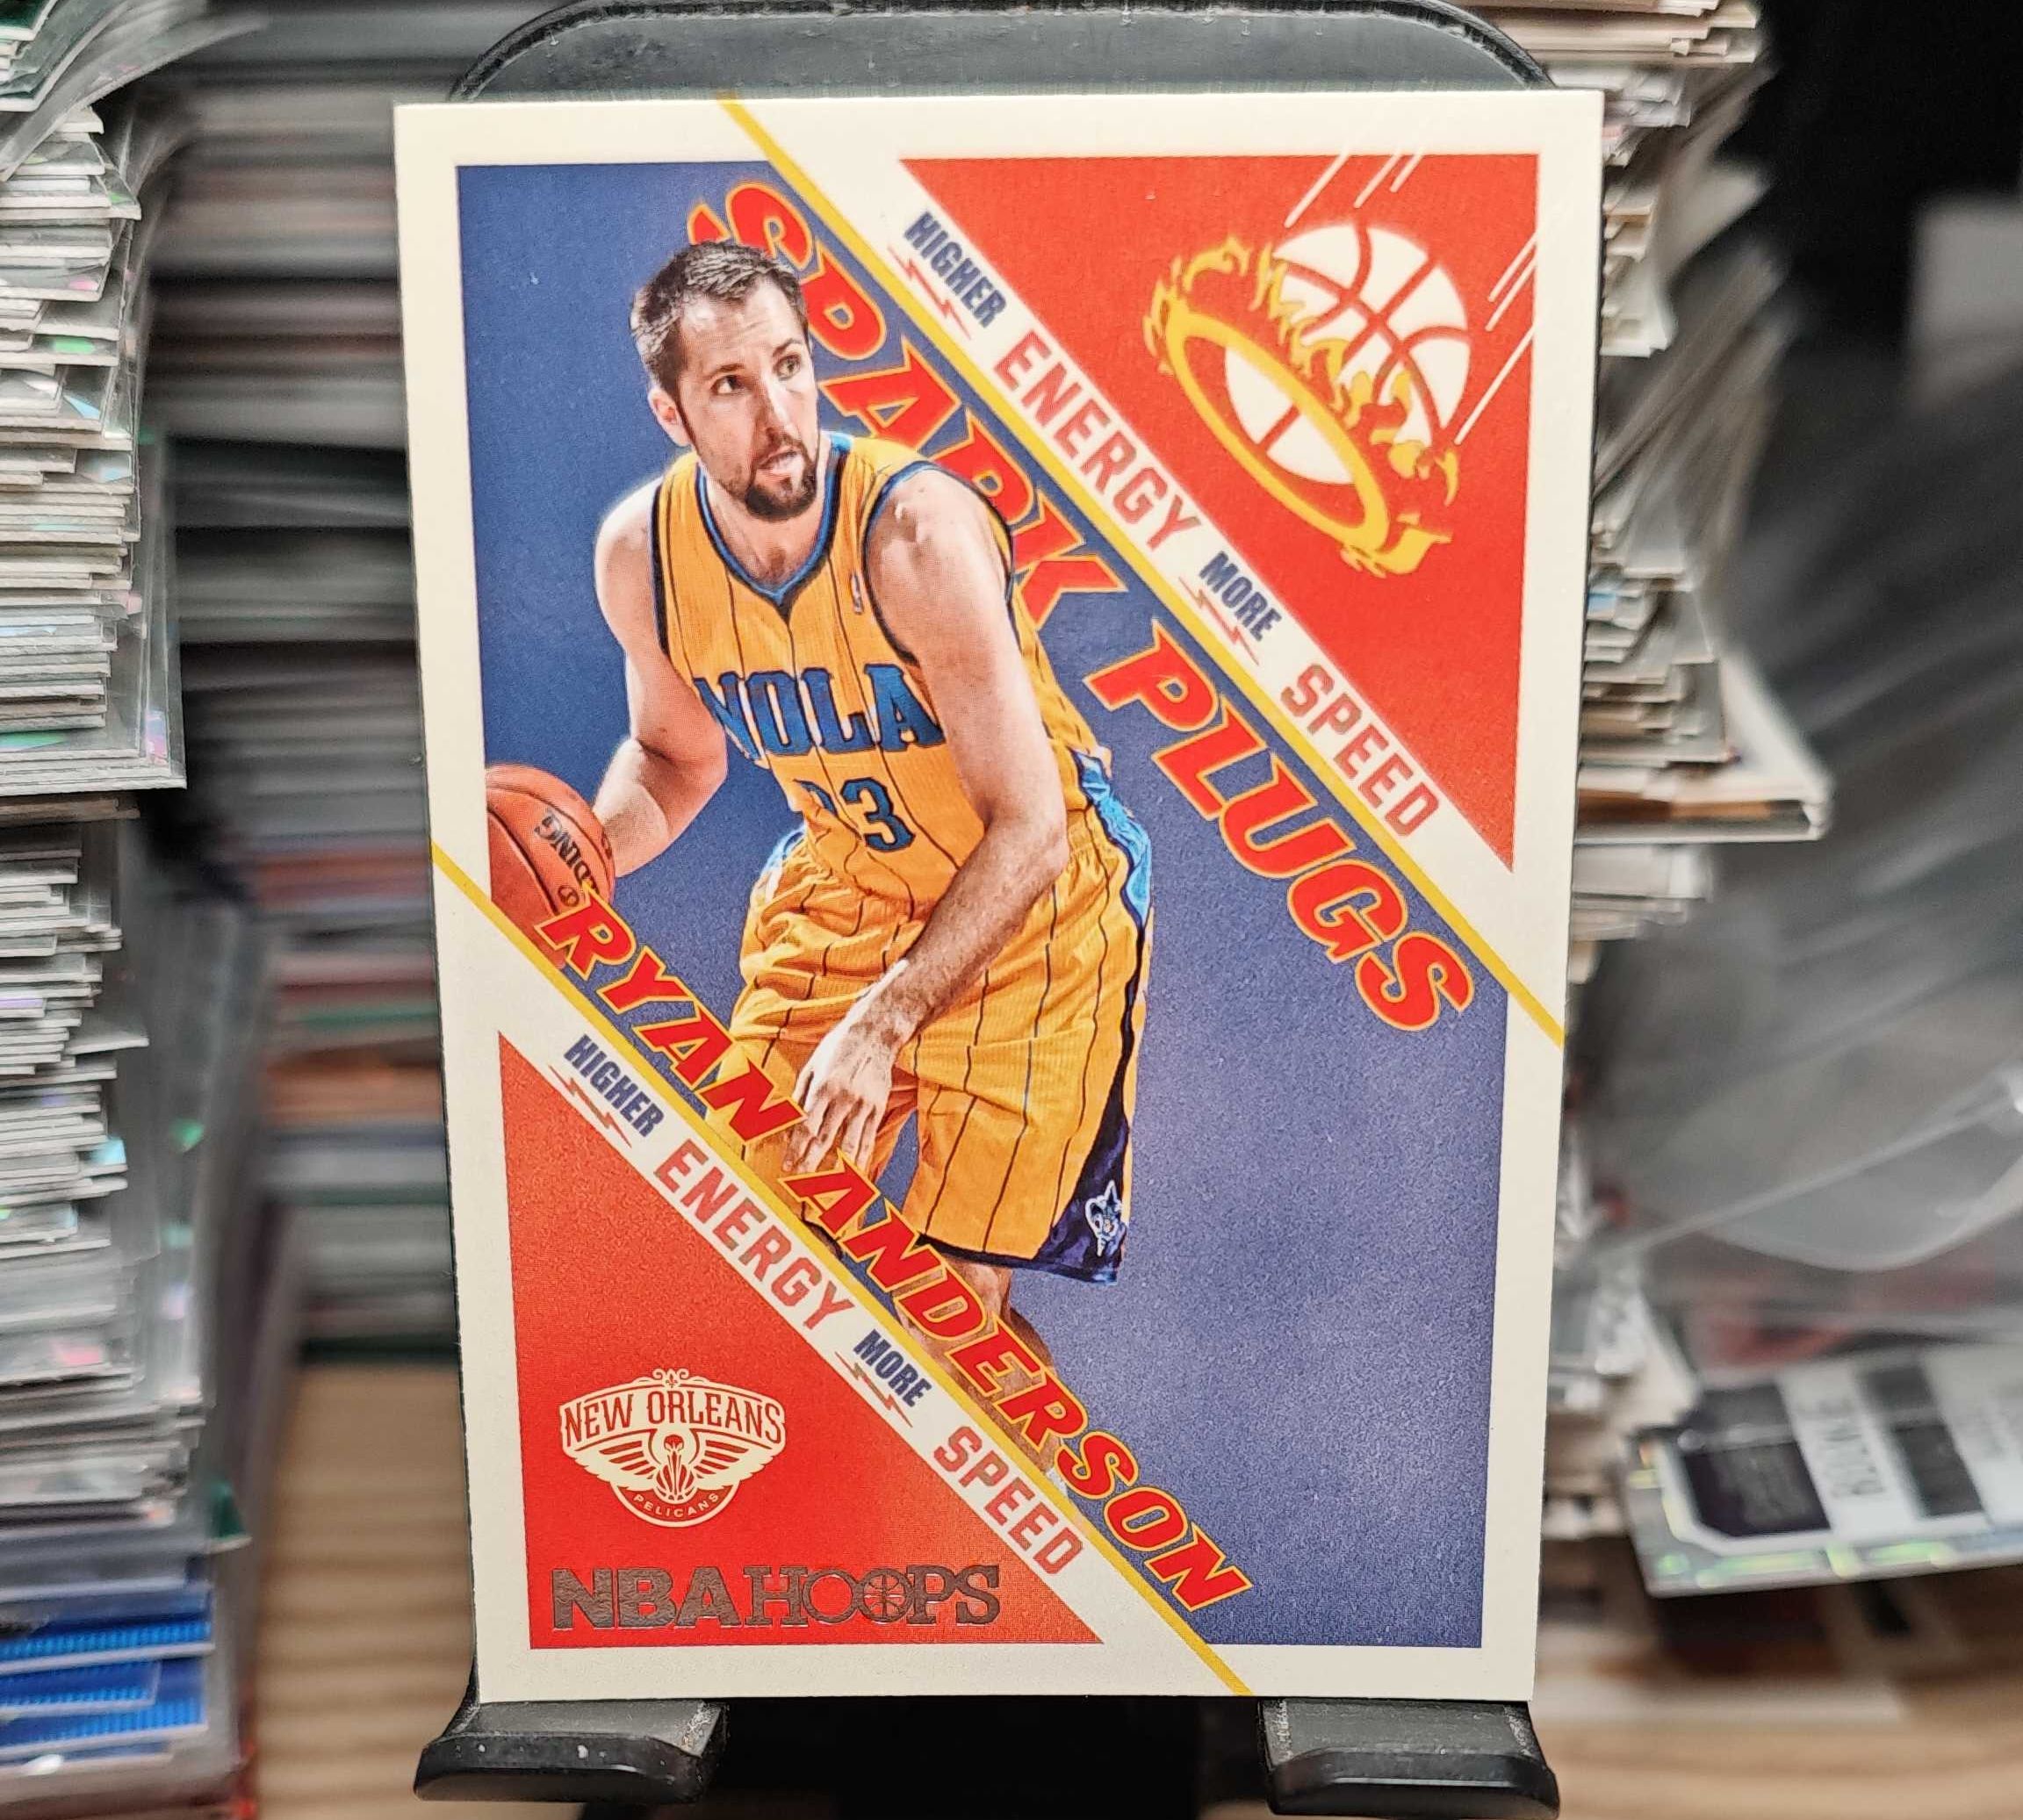 SPARK PLUGS
HIGHER ENERGY MORE SPEED
NOLA
33
SPALDING
RYAN ANDERSON
HIGHER ENERGY MORE SPEED
NEW ORLEANS
PELICANS
NBA HOOPS